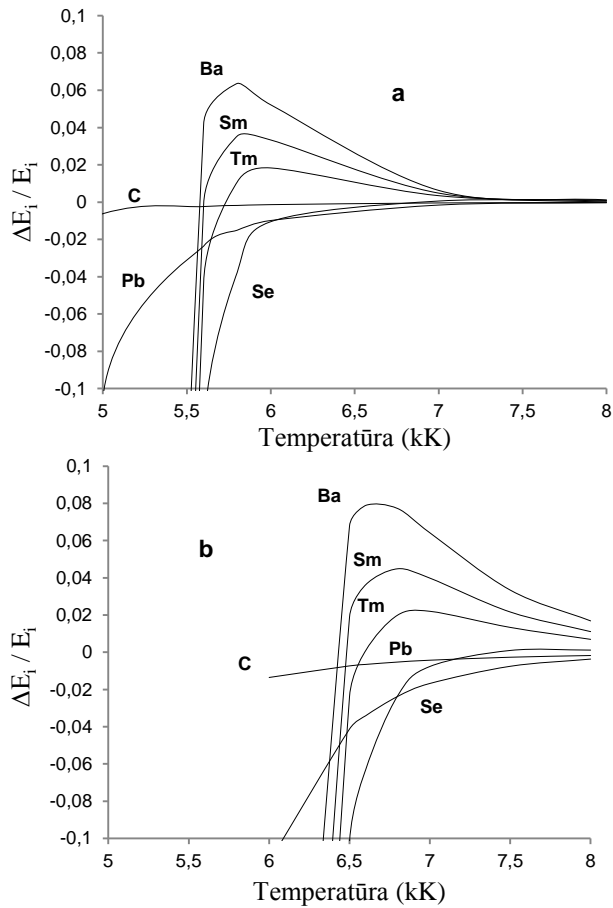 0,1
0,08
0,06
0,04
0,02
0
-0,02
-0,04
-0,06
-0,08
-0,1
ΔE_i / E_i
Ba
a
Sm
Tm
C
Pb
Se
5
5,5
6
6,5
7
7,5
8
Temperatūra (kK)
0,1
0,08
0,06
0,04
0,02
0
-0,02
-0,04
-0,06
-0,08
-0,1
ΔE_i / E_i
Ba
b
Sm
Tm
Pb
C
Se
5
5,5
6
6,5
7
7,5
8
Temperatūra (kK)